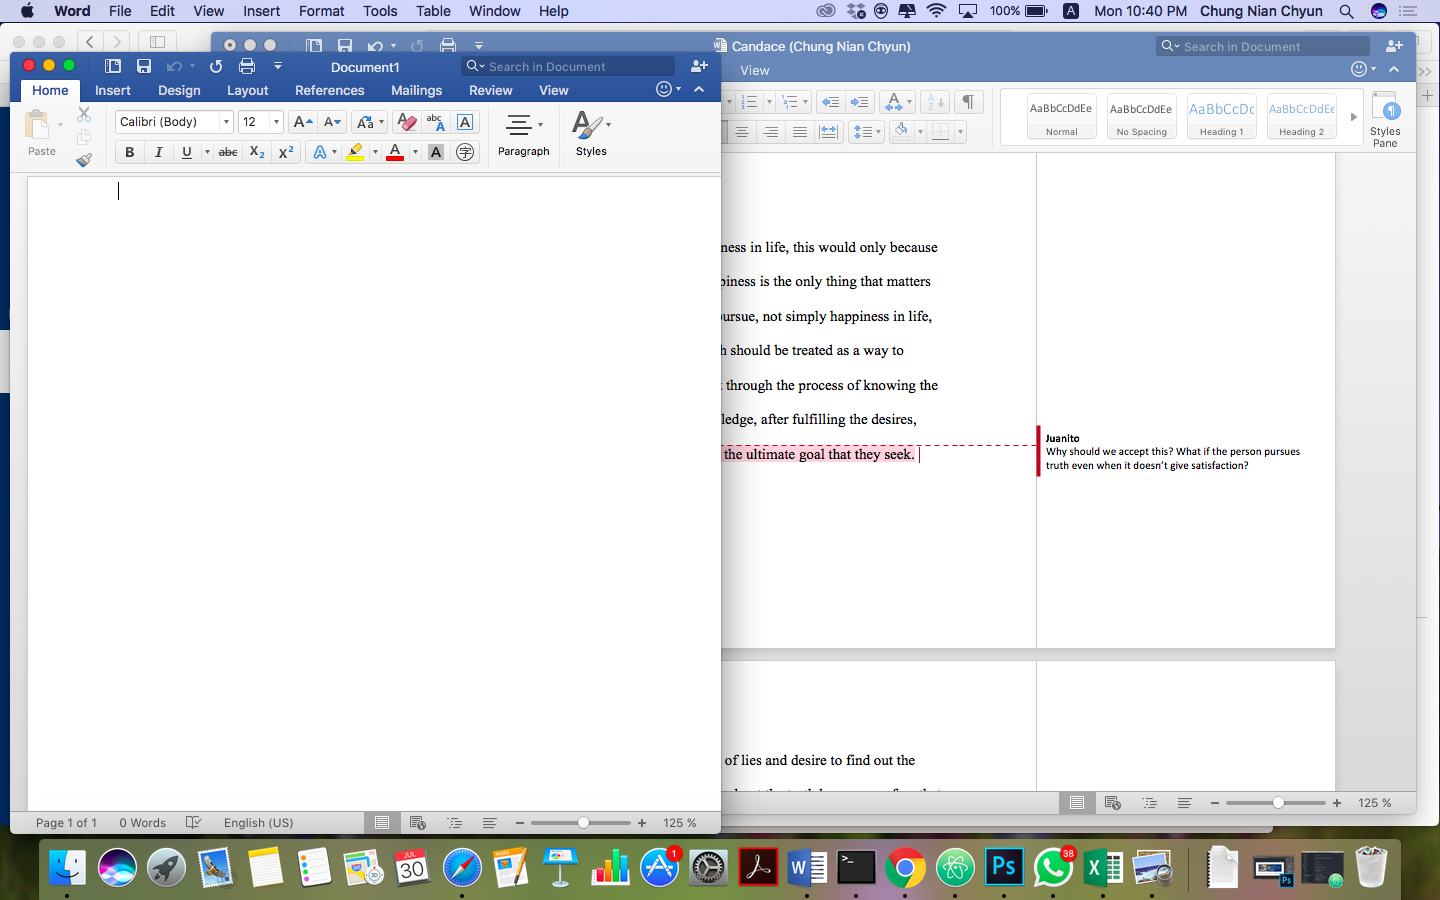 Word File Edit View Insert Format Tools Table Window Help
100% A Mon 10:40 PM Chung Nian Chyun
Candace (Chung Nian Chyun)
Search in Document
View
Document1
Search in Document
Home Insert Design Layout References Mailings Review View
Paste
Calibri (Body) 12
Paragraph
Styles
AaBbCcDdEe
Normal
AaBbCcDdEe
No Spacing
AaBbCcDc
Heading 1
AaBbCcDdEe
Heading 2
Styles
Pane
ness in life, this would only because
piness is the only thing that matters
ursue, not simply happiness in life,
h should be treated as a way to
through the process of knowing the
ledge, after fulfilling the desires,
the ultimate goal that they seek.
Juanito
Why should we accept this? What if the person pursues
truth even when it doesn't give satisfaction?
of lies and desire to find out the
125 %
Page 1 of 1 0 Words English (US) 125 %
JUL
30
1
Ps
38